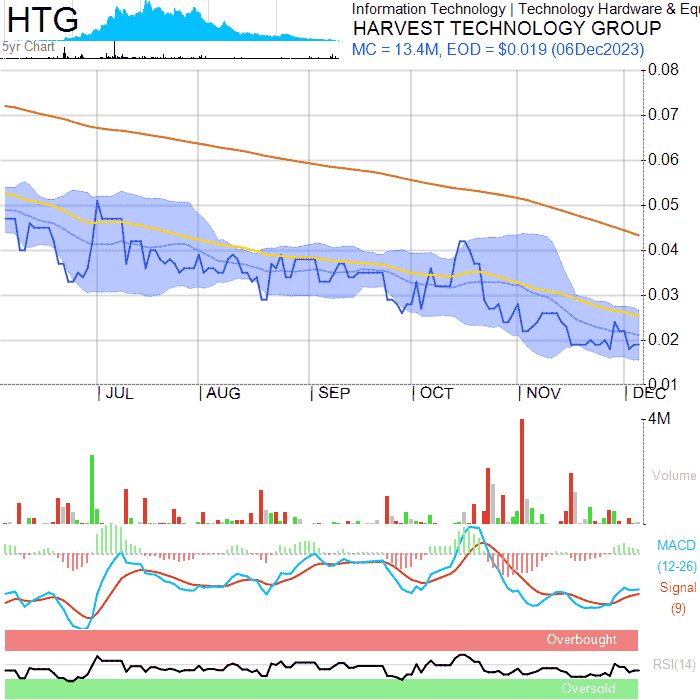 HTG
5yr Chart
Information Technology | Technology Hardware & Equ
HARVEST TECHNOLOGY GROUP
MC = 13.4M, EOD = $0.019 (06Dec2023)
0.08
0.07
0.06
0.05
0.04
0.03
0.02
0.01
| JUL | AUG | SEP | OCT | NOV | DEC
4M
Volume
MACD
(12-26)
Signal
(9)
Overbought
RSI(14)
Oversold